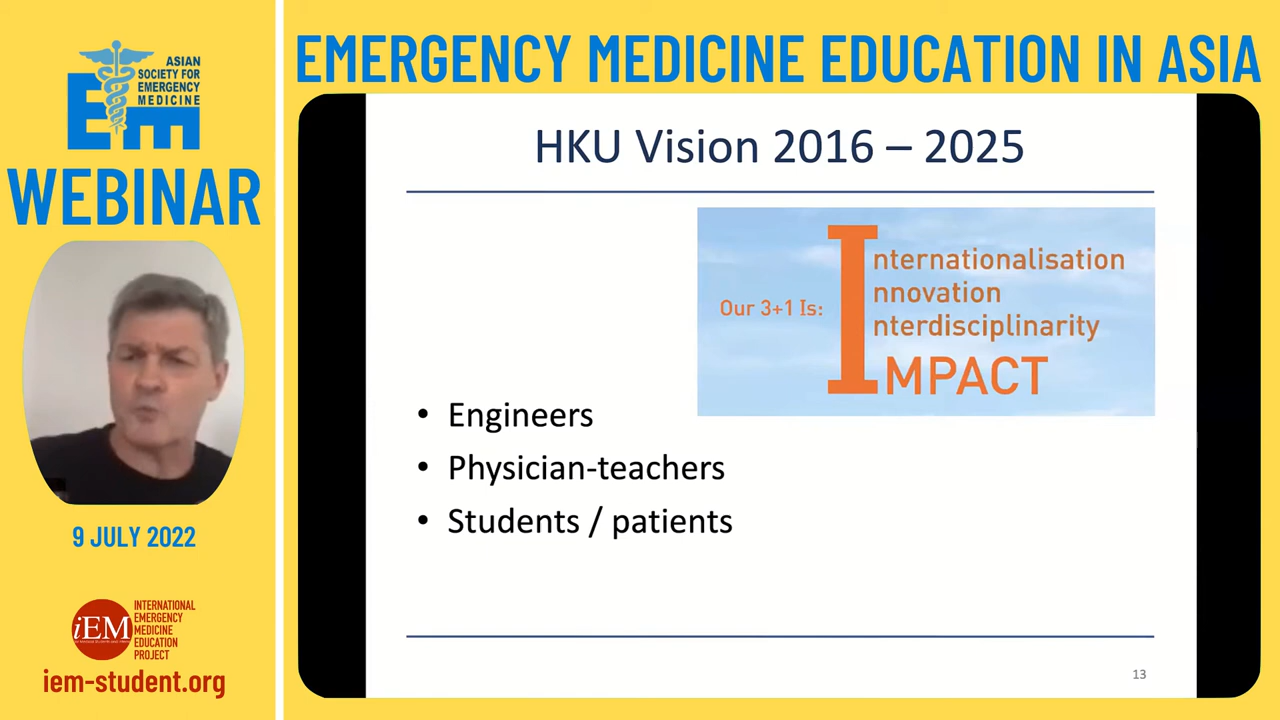 ASIAN
SOCIETY FOR
EMERGENCY
MEDICINE
EM
WEBINAR
9 JULY 2022
iEM
INTERNATIONAL
EMERGENCY
MEDICINE
EDUCATION
PROJECT
iem-student.org
EMERGENCY MEDICINE EDUCATION IN ASIA
HKU Vision 2016 – 2025
Our 3+1 Is:
Internationalisation
Innovation
Interdisciplinarity
IMPACT
• Engineers
• Physician-teachers
• Students / patients
13